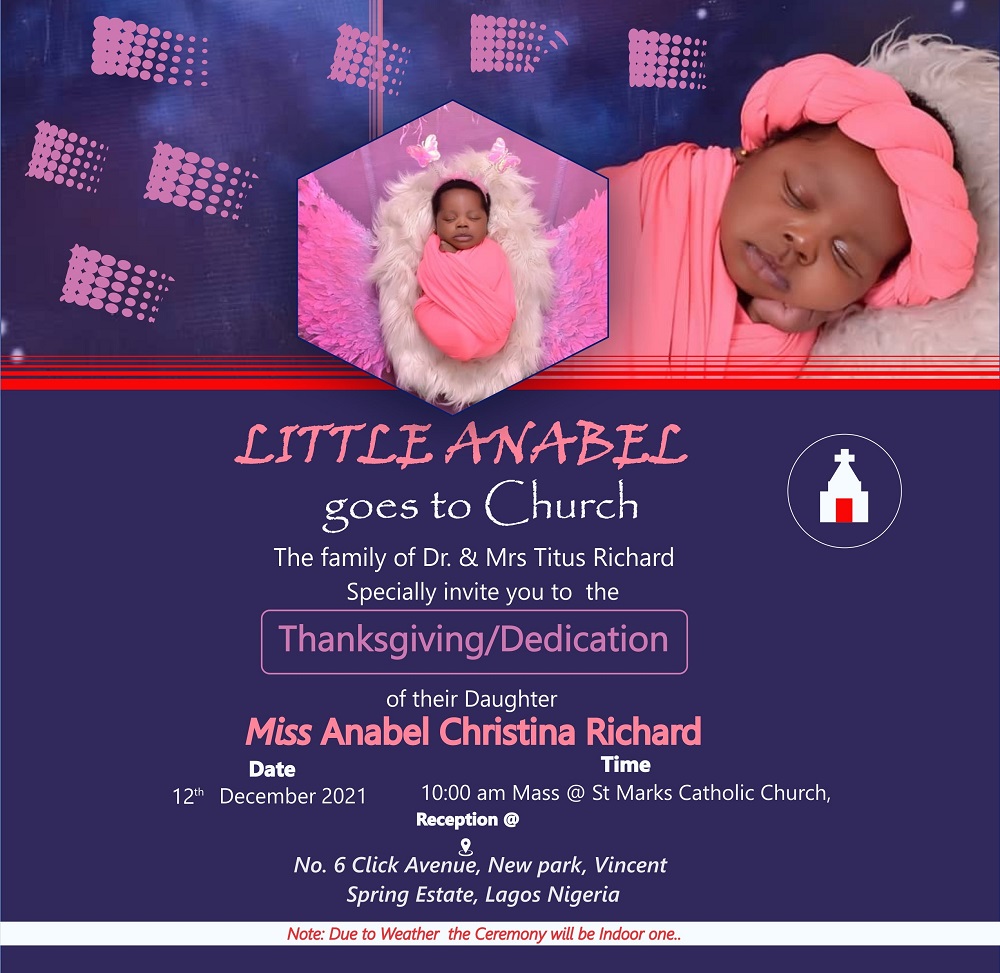 LITTLE ANABEL
goes to Church
The family of Dr. & Mrs Titus Richard
Specially invite you to the
Thanksgiving/Dedication
of their Daughter
Miss Anabel Christina Richard
Date
12th December 2021
Time
10:00 am Mass @ St Marks Catholic Church,
Reception @
No. 6 Click Avenue, New park, Vincent
Spring Estate, Lagos Nigeria
Note: Due to Weather the Ceremony will be Indoor one..